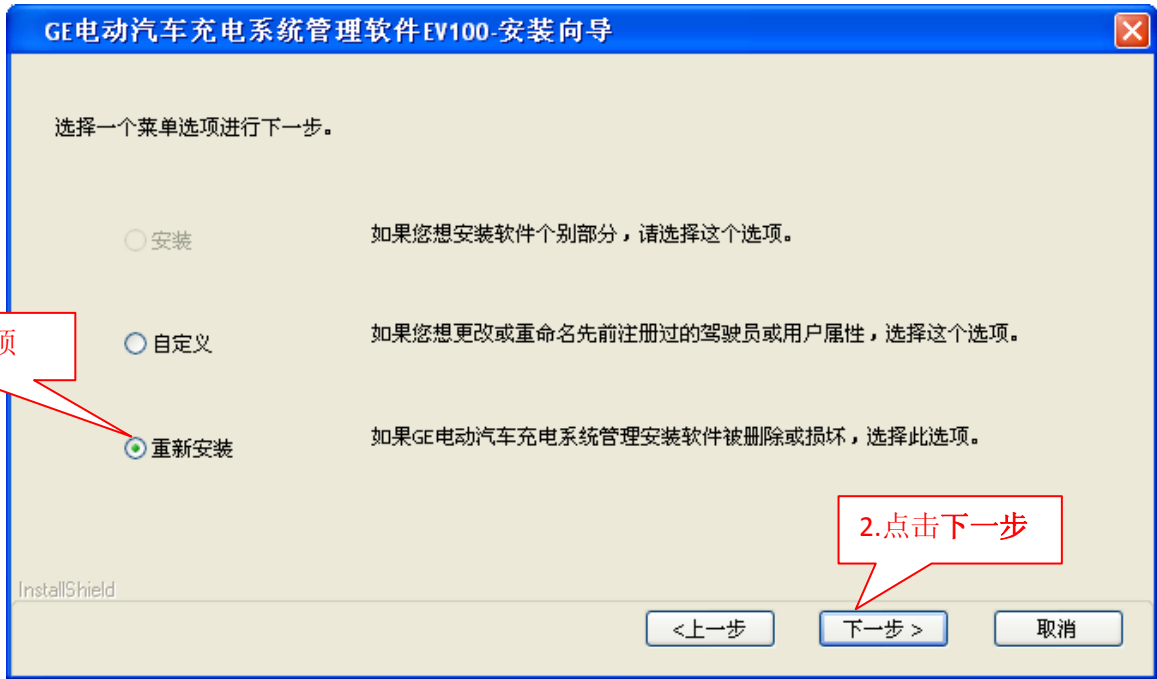 GE电动汽车充电系统管理软件EV100-安装向导
选择一个菜单选项进行下一步。
安装
如果您想安装软件个别部分，请选择这个选项。
项
自定义
如果您想更改或重命名先前注册过的驾驶员或用户属性，选择这个选项。
重新安装
如果GE电动汽车充电系统管理安装软件被删除或损坏，选择此选项。
2.点击下一步
InstallShield
<上一步
下一步 >
取消